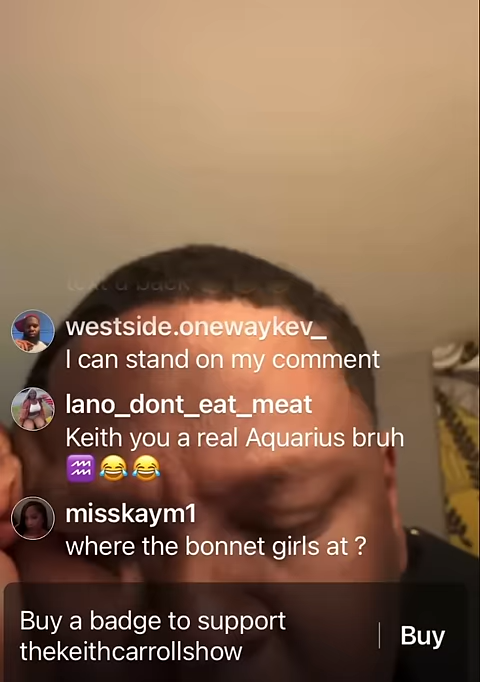 westside.onewaykev_
I can stand on my comment
lano_dont_eat_meat
Keith you a real Aquarius bruh
♒😂😂
misskaym1
where the bonnet girls at ?
Buy a badge to support
thekeithcarrollshow
Buy